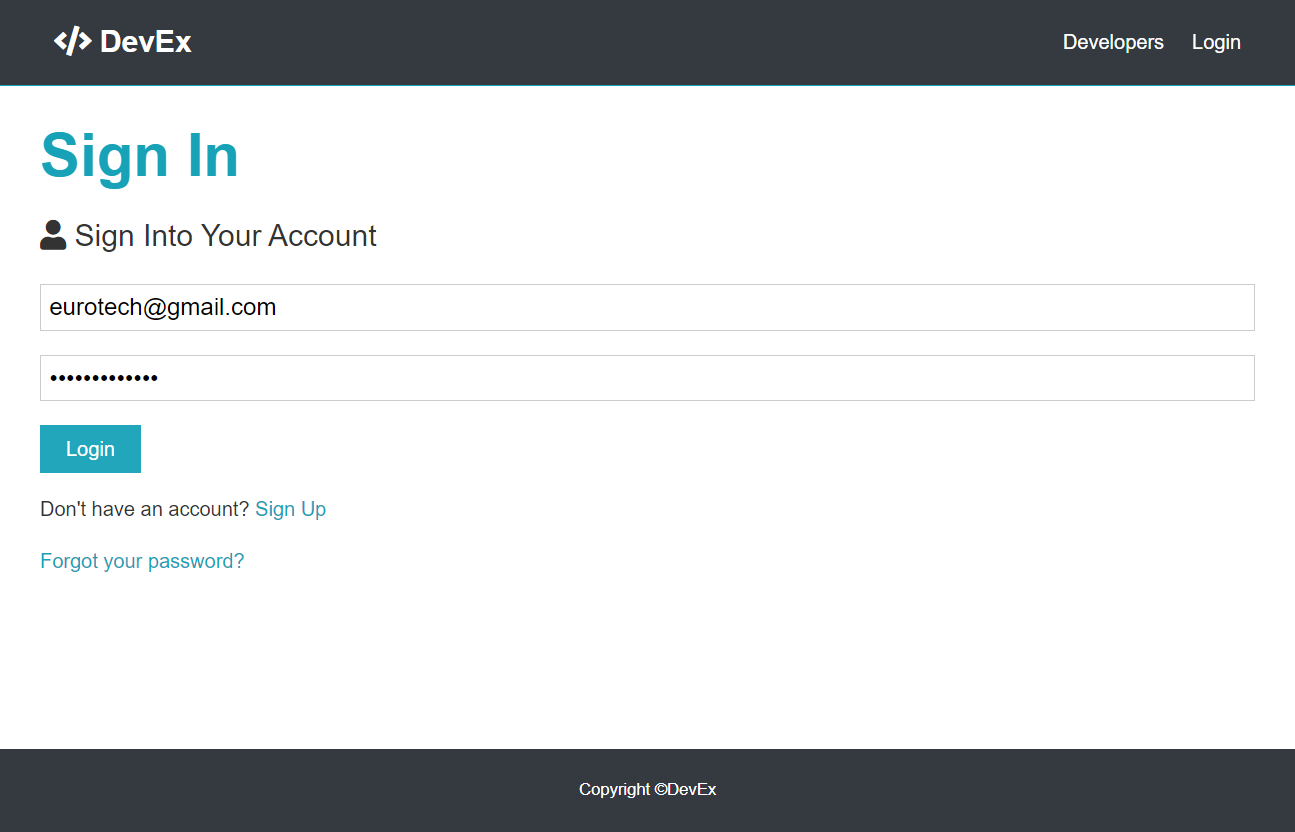 </> DevEx
Developers Login
Sign In
Sign Into Your Account
eurotech@gmail.com
•••••••••••••
Login
Don't have an account? Sign Up
Forgot your password?
Copyright ©DevEx